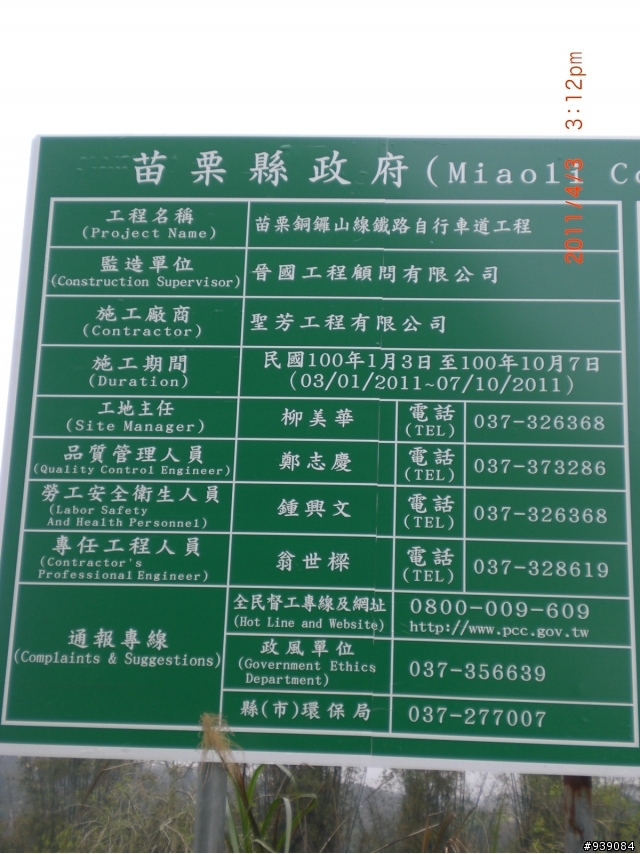 2011/4/3 3:12pm
苗栗縣政府(Miaoli Co
工程名稱
(Project Name)
苗栗銅鑼山線鐵路自行車道工程
監造單位
(Construction Supervisor)
晉國工程顧問有限公司
施工廠商
(Contractor)
聖芳工程有限公司
施工期間
(Duration)
民國100年1月3日至100年10月7日
(03/01/2011~07/10/2011)
工地主任
(Site Manager)
柳美華
電話
(TEL)
037-326368
品質管理人員
(Quality Control Engineer)
鄭志慶
電話
(TEL)
037-373286
勞工安全衛生人員
(Labor Safety
And Health Personnel)
鍾興文
電話
(TEL)
037-326368
專任工程人員
(Contractor's
Professional Engineer)
翁世樑
電話
(TEL)
037-328619
通報專線
(Complaints & Suggestions)
全民督工專線及網址
(Hot Line and Website)
0800-009-609
http://www.pcc.gov.tw
政風單位
(Government Ethics
Department)
037-356639
縣(市)環保局
037-277007
#939084